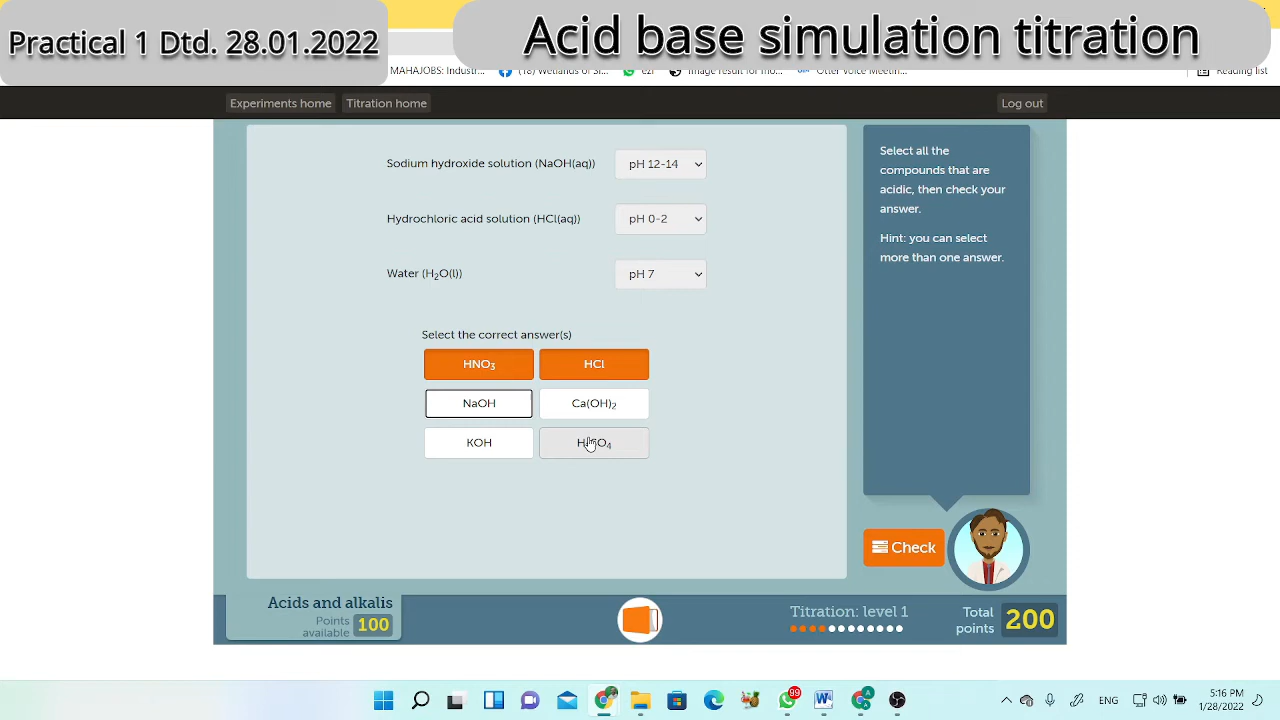 Practical 1 Dtd. 28.01.2022
Acid base simulation titration
MAHAJOBS: Indust...
Reading list
Experiments home
Titration home
Log out
Sodium hydroxide solution (NaOH(aq))
pH 12-14
Hydrochloric acid solution (HCl(aq))
pH 0-2
Water (H₂O(l))
pH 7
Select the correct answer(s)
HNO₃
HCl
NaOH
Ca(OH)₂
KOH
Select all the
compounds that are
acidic, then check your
answer.
Hint: you can select
more than one answer.
Check
Acids and alkalis
Points
available
100
Titration: level 1
Total
points
200
99
ENG
5:16 PM
1/28/2022